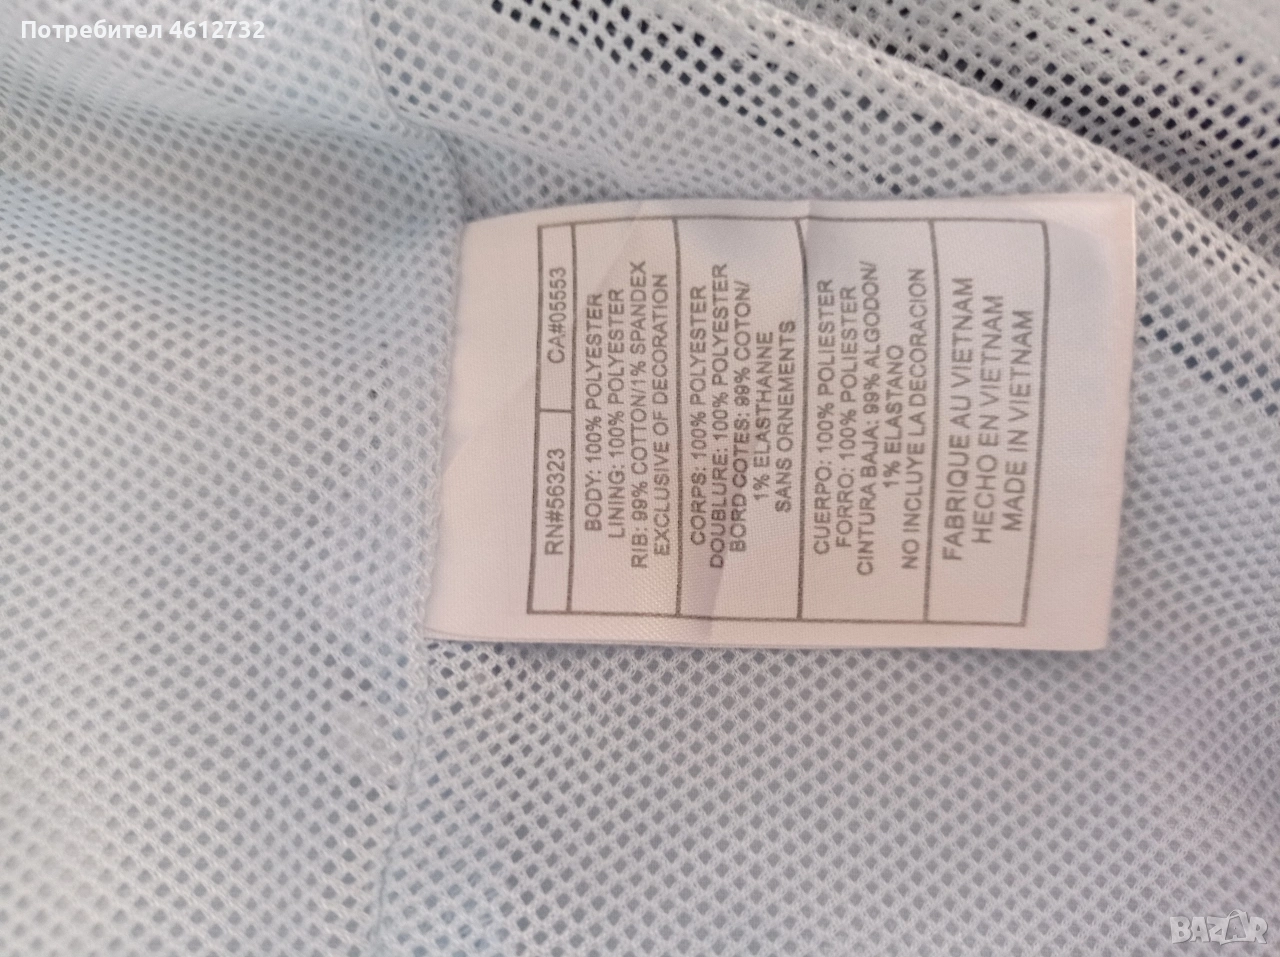 Потребител 4612732
RN#56323 CA#05553
BODY: 100% POLYESTER
LINING: 100% POLYESTER
RIB: 99% COTTON/1% SPANDEX
EXCLUSIVE OF DECORATION
CORPS: 100% POLYESTER
DOUBLURE: 100% POLYESTER
BORD COTES: 99% COTON/
1% ELASTHANNE
SANS ORNEMENTS
CUERPO: 100% POLIESTER
FORRO: 100% POLIESTER
CINTURA BAJA: 99% ALGODON/
1% ELASTANO
NO INCLUYE LA DECORACION
FABRIQUE AU VIETNAM
HECHO EN VIETNAM
MADE IN VIETNAM
BAZAR